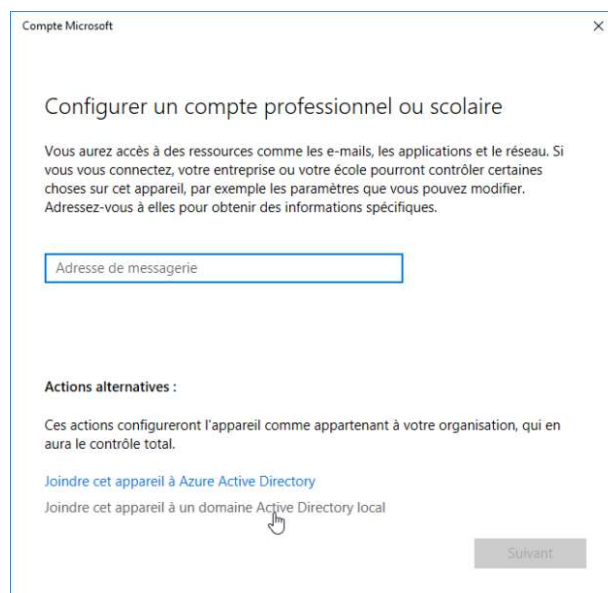 Compte Microsoft
Configurer un compte professionnel ou scolaire
Vous aurez accès à des ressources comme les e-mails, les applications et le réseau. Si
vous vous connectez, votre entreprise ou votre école pourront contrôler certaines
choses sur cet appareil, par exemple les paramètres que vous pouvez modifier.
Adressez-vous à elles pour obtenir des informations spécifiques.
Adresse de messagerie
Actions alternatives :
Ces actions configureront l'appareil comme appartenant à votre organisation, qui en
aura le contrôle total.
Joindre cet appareil à Azure Active Directory
Joindre cet appareil à un domaine Active Directory local
Suivant